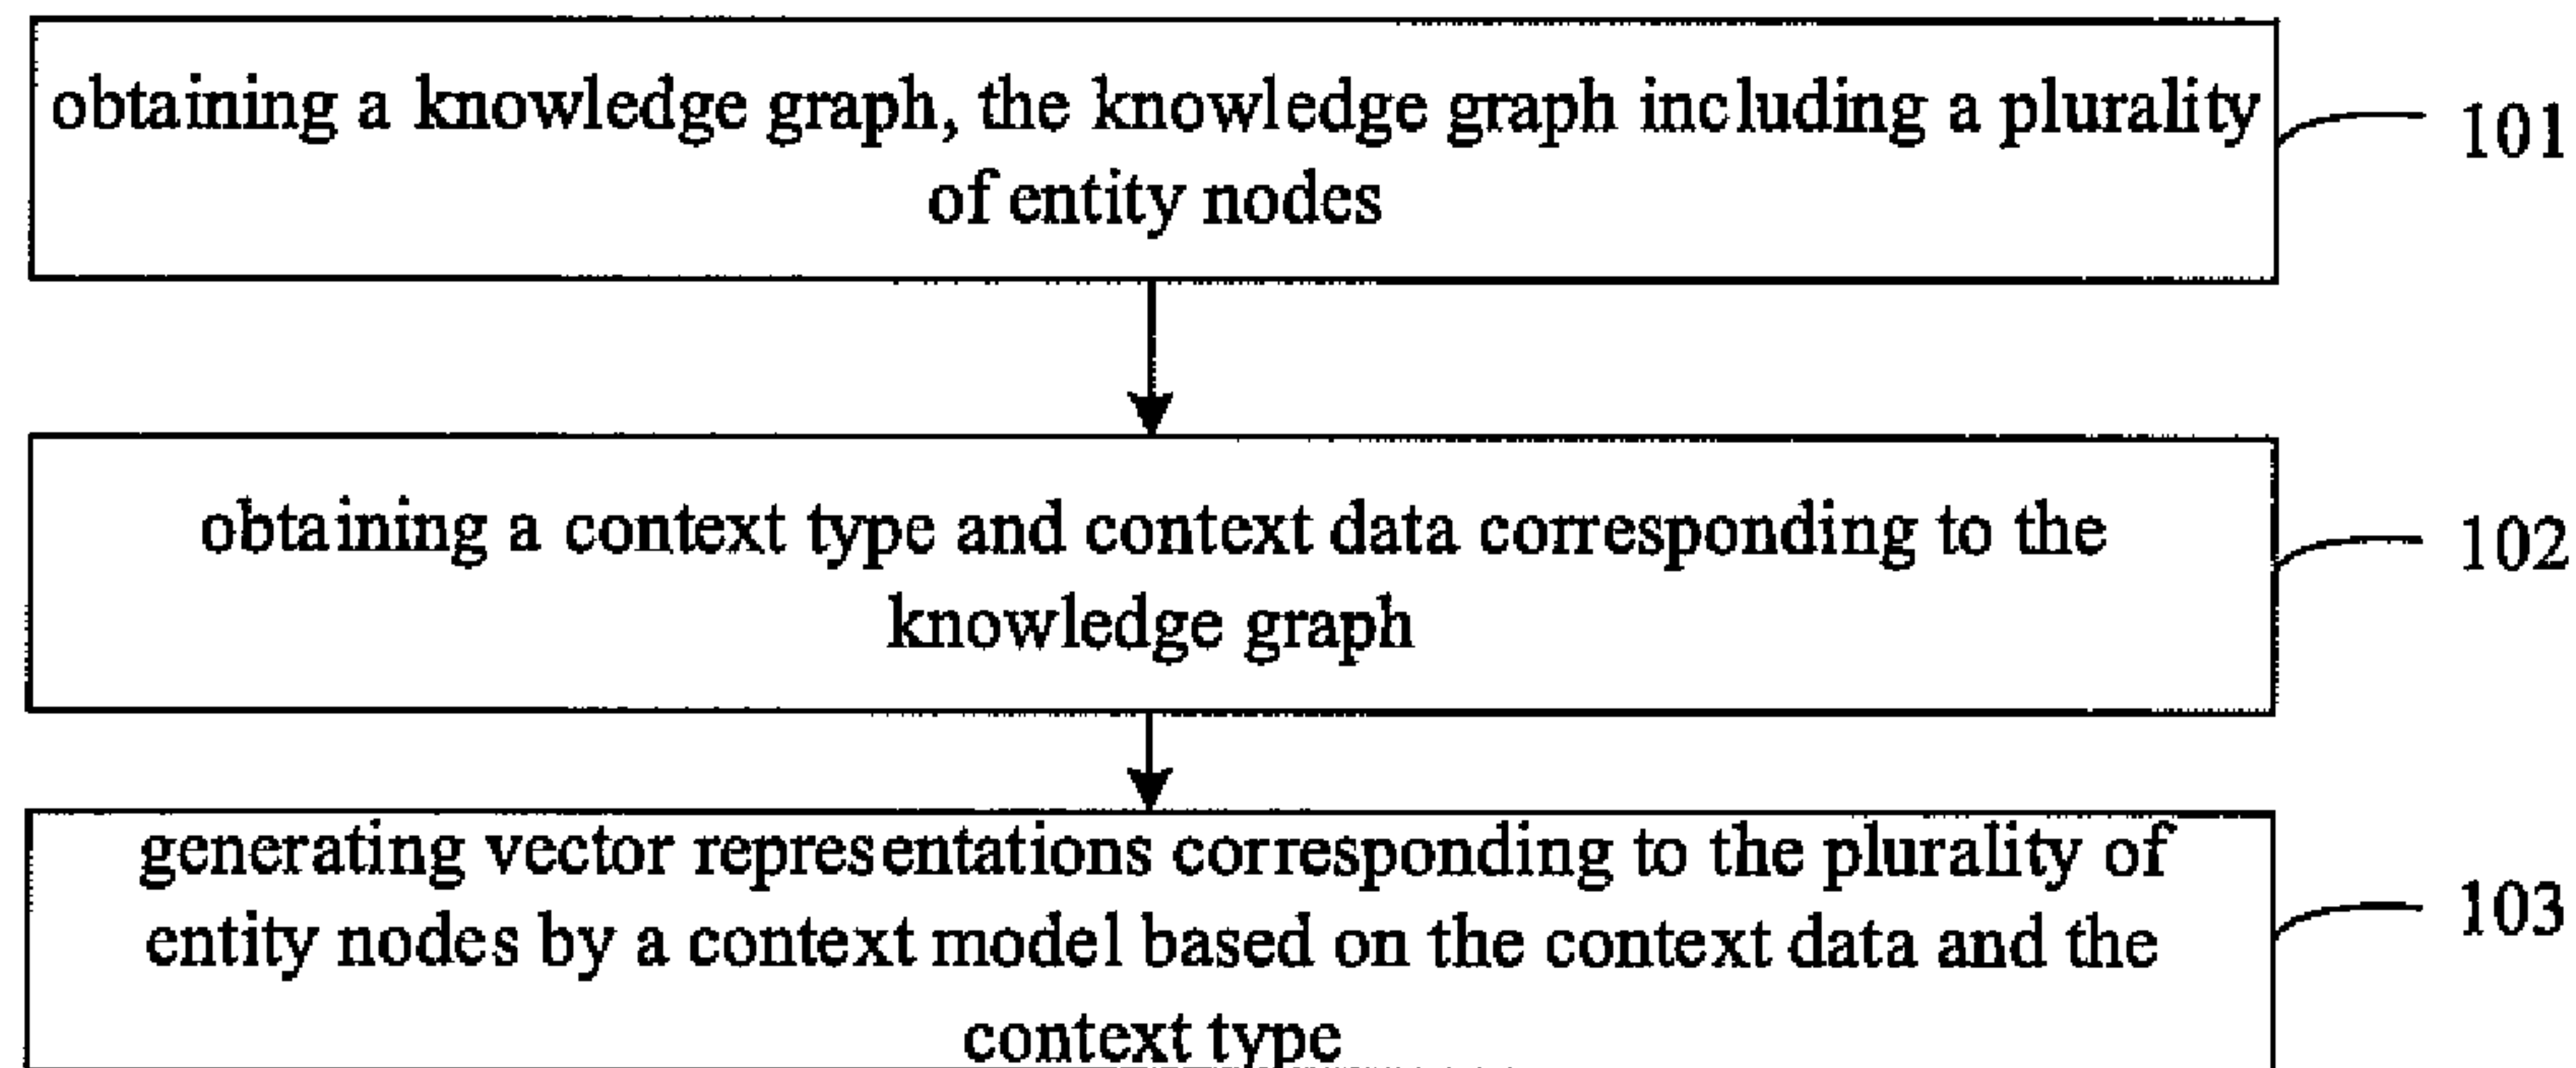 obtaining a knowledge graph, the knowledge graph including a plurality
of entity nodes
101
obtaining a context type and context data corresponding to the
knowledge graph
102
generating vector representations corresponding to the plurality of
entity nodes by a context model based on the context data and the
context type
103